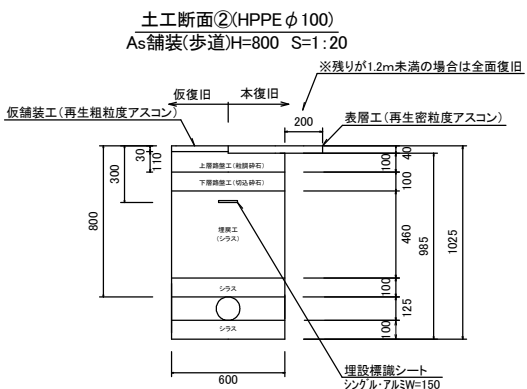 土工断面②(HPPEφ100)
As舗装(歩道)H=800 S=1:20
※残りが1.2m未満の場合は全面復旧
仮復旧
本復旧
仮舗装工(再生粗粒度アスコン)
200
表層工(再生密粒度アスコン)
30
110
300
800
上層路盤工(粒調砕石)
下層路盤工(切込砕石)
埋戻工
(シラス)
シラス
シラス
40
100
100
460
100
125
100
985
1025
600
埋設標識シート
シングル・アルミW=150